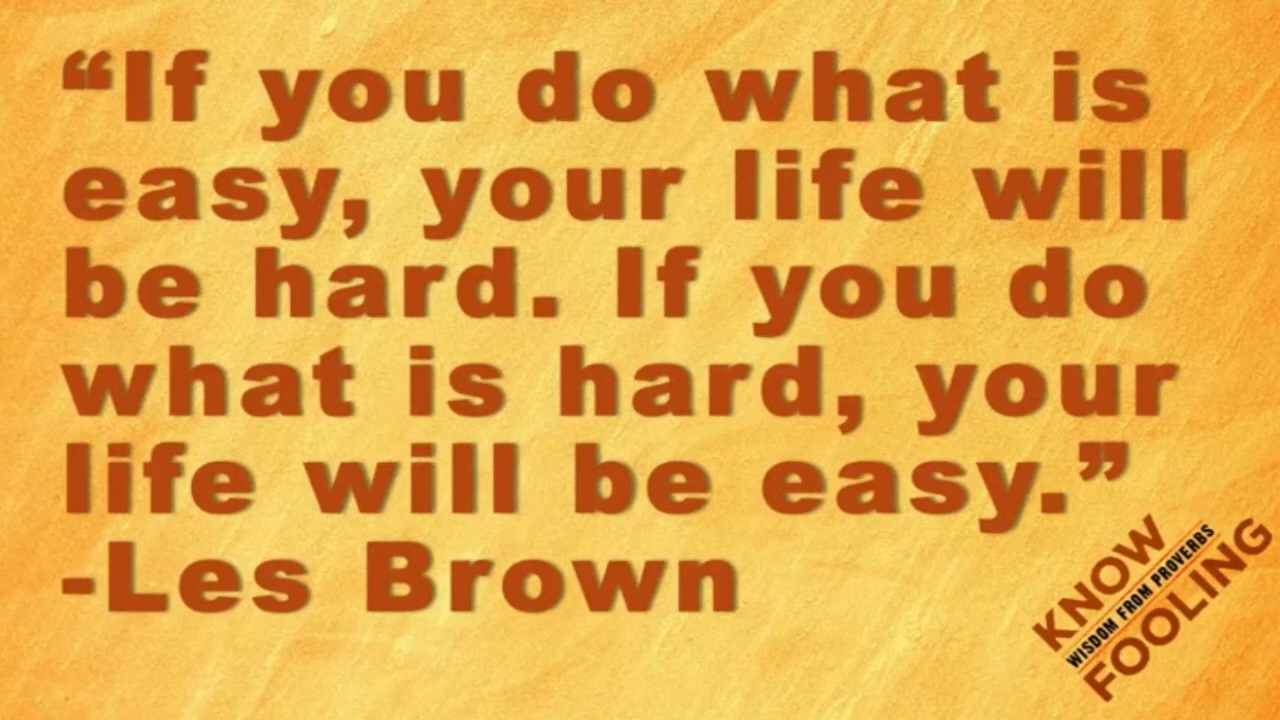 “If you do what is
easy, your life will
be hard. If you do
what is hard, your
life will be easy.”
-Les Brown
KNOW
WISDOM FROM PROVERBS
FOOLING